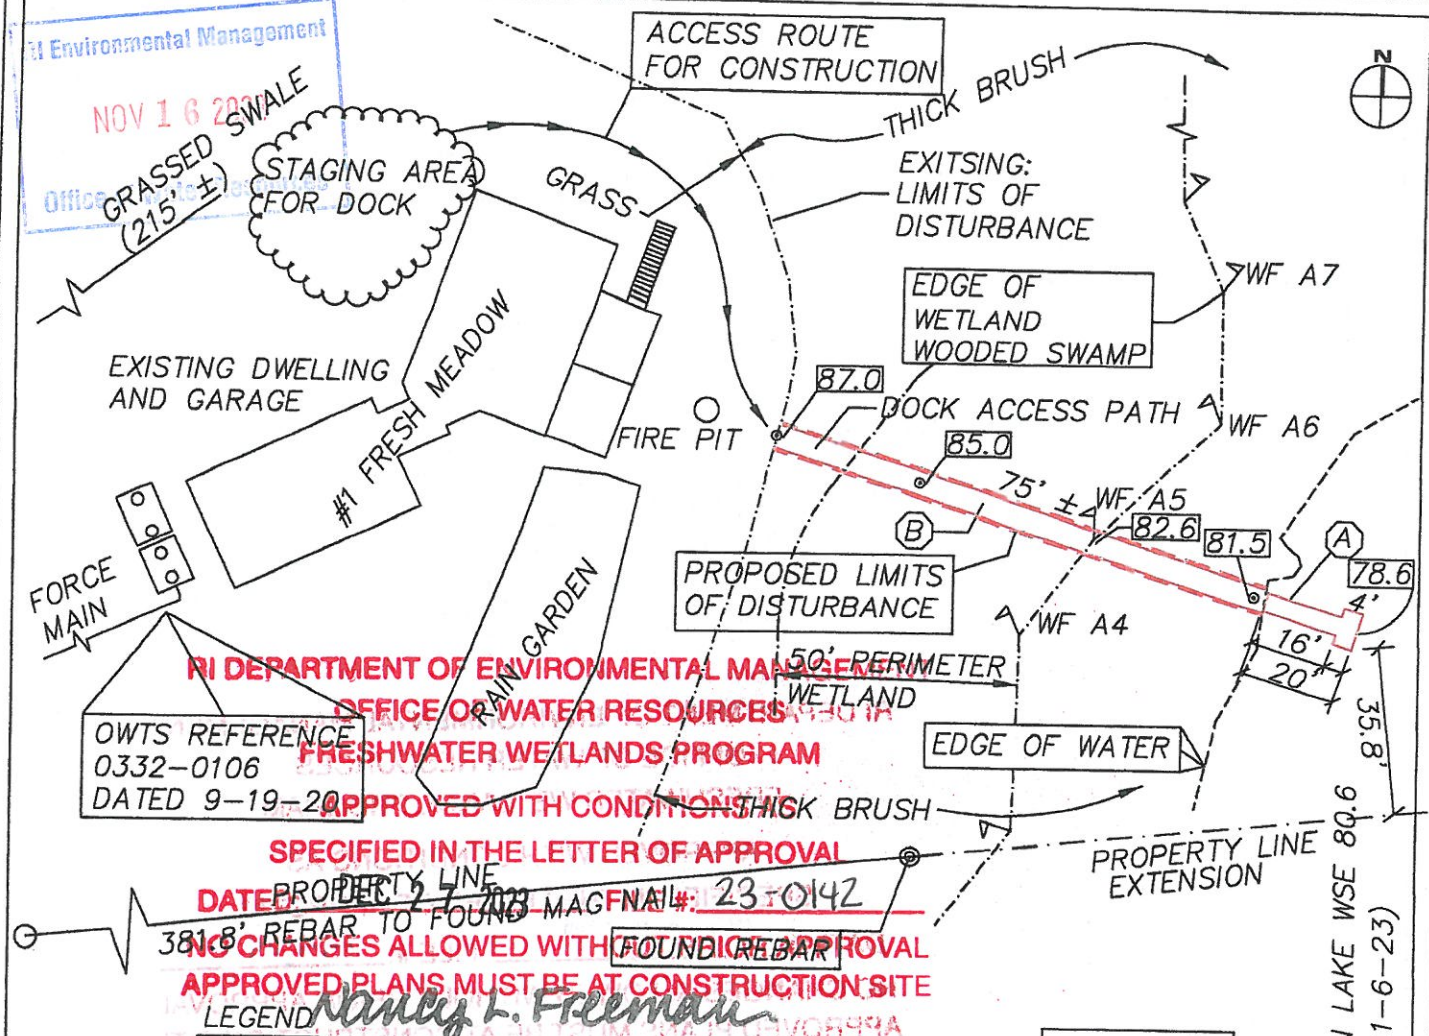 RI Environmental Management
NOV 1 6
Office
GRASSED SWALE
(215' ±)
STAGING AREA
FOR DOCK
ACCESS ROUTE
FOR CONSTRUCTION
THICK BRUSH
N
GRASS
EXITSING:
LIMITS OF
DISTURBANCE
EDGE OF
WETLAND
WOODED SWAMP
WF A7
EXISTING DWELLING
AND GARAGE
#1 FRESH MEADOW
FIRE PIT
87.0
DOCK ACCESS PATH
WF A6
85.0
75' ±
WF A5
82.6
81.5
A
78.6
4'
B
PROPOSED LIMITS
OF DISTURBANCE
WF A4
FORCE
MAIN
RAIN GARDEN
50' PERIMETER
WETLAND
16'
20'
35.8'
OWTS REFERENCE
0332-0106
DATED 9-19-20
EDGE OF WATER
THICK BRUSH
PROPERTY LINE
EXTENSION
LAKE WSE 80.6
-6-23)
PROPERTY LINE
381.8' REBAR TO FOUND MAG NAIL
FOUND REBAR
RI DEPARTMENT OF ENVIRONMENTAL MANAGEMENT
OFFICE OF WATER RESOURCES
FRESHWATER WETLANDS PROGRAM
APPROVED WITH CONDITIONS AS
SPECIFIED IN THE LETTER OF APPROVAL
DATED DEC 2 7 2023 FILE #: 23-0142
NO CHANGES ALLOWED WITHOUT PRIOR APPROVAL
APPROVED PLANS MUST BE AT CONSTRUCTION SITE
Nancy L. Freeman
LEGEND